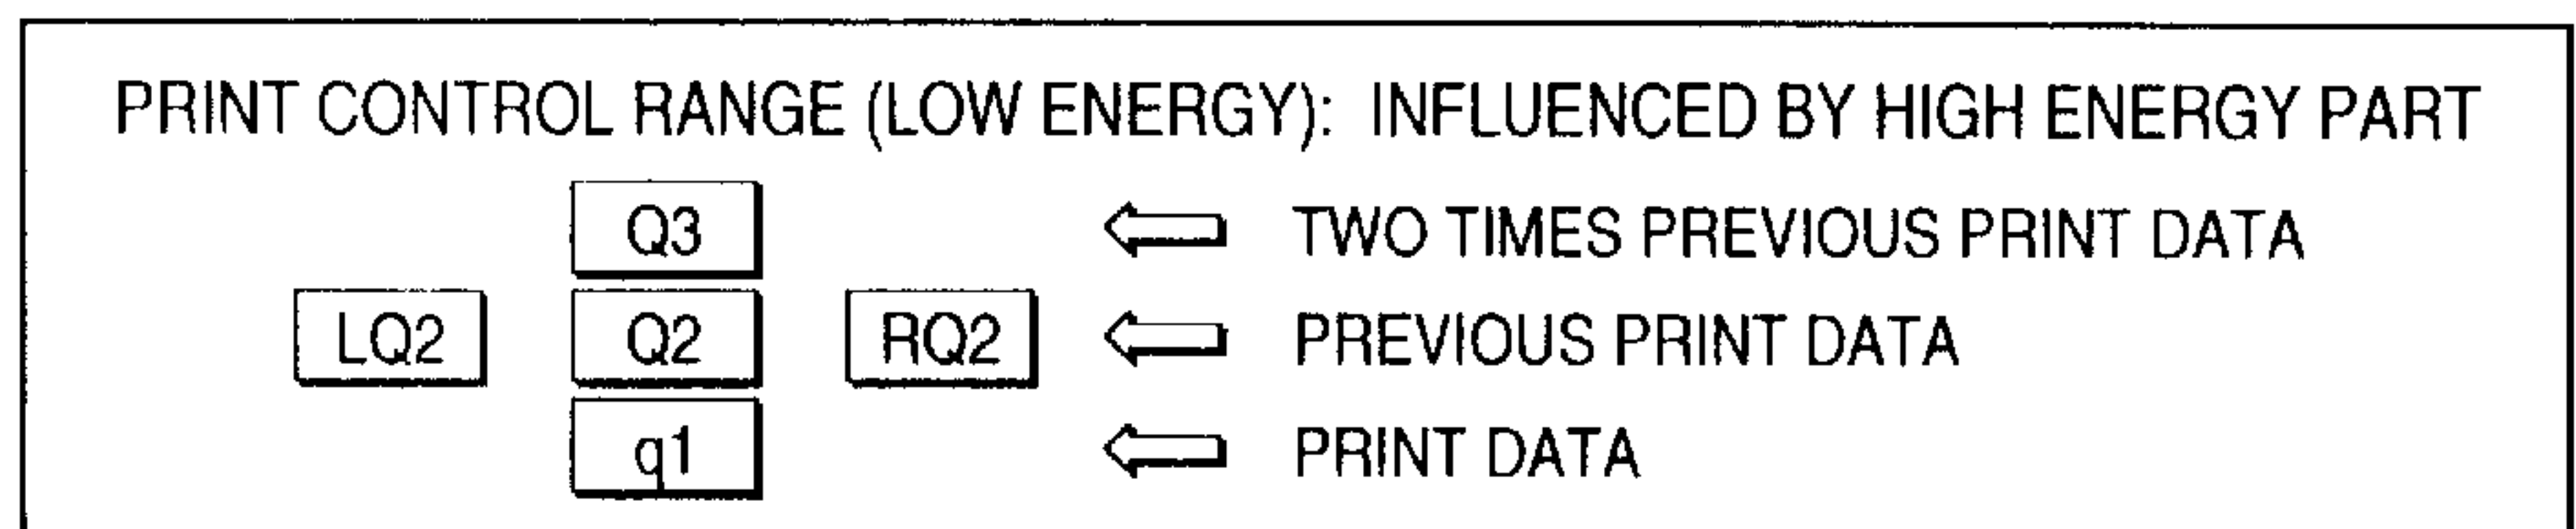 PRINT CONTROL RANGE (LOW ENERGY): INFLUENCED BY HIGH ENERGY PART
Q3 TWO TIMES PREVIOUS PRINT DATA
LQ2 Q2 RQ2 PREVIOUS PRINT DATA
q1 PRINT DATA